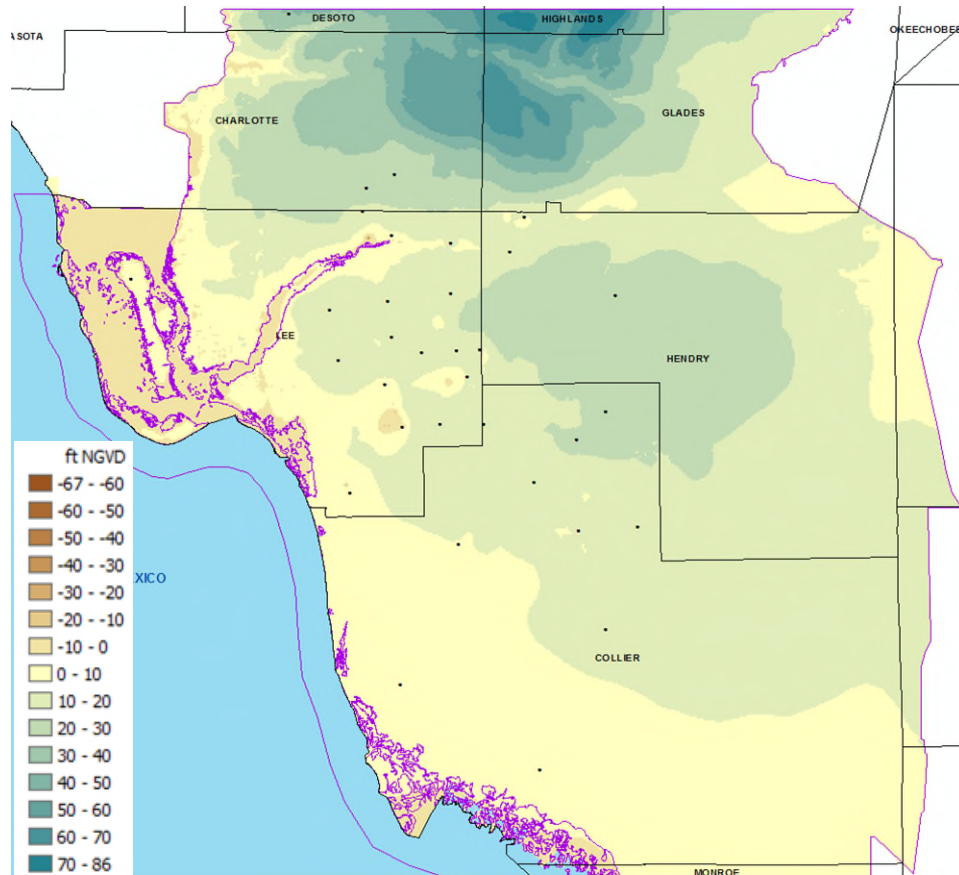 DESOTO
HIGHLANDS
ASOTA
OKEECHOBEE
CHARLOTTE
GLADES
LEE
HENDRY
ft NGVD
-67 - -60
-60 - -50
-50 - -40
-40 - -30
-30 - -20
-20 - -10
-10 - 0
0 - 10
10 - 20
20 - 30
30 - 40
40 - 50
50 - 60
60 - 70
70 - 86
XICO
COLLIER
MONROE